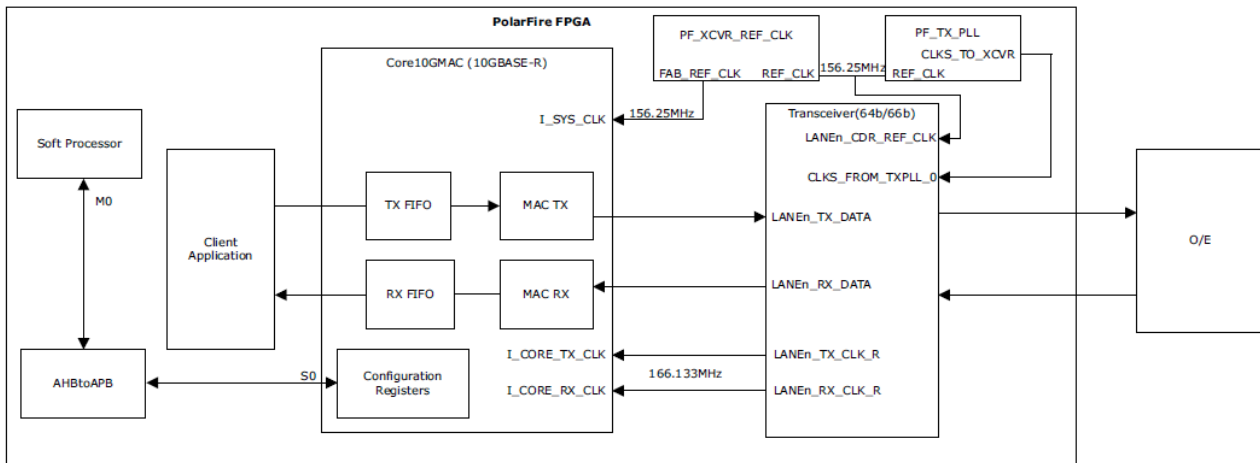 PolarFire FPGA
PF_XCVR_REF_CLK
FAB_REF_CLK
REF_CLK
156.25MHz
PF_TX_PLL
CLKS_TO_XCVR
REF_CLK
Core10GMAC (10GBASE-R)
I_SYS_CLK
156.25MHz
Transceiver(64b/66b)
LANEn_CDR_REF_CLK
CLKS_FROM_TXPLL_0
Soft Processor
M0
Client
Application
TX FIFO
MAC TX
LANEn_TX_DATA
O/E
RX FIFO
MAC RX
LANEn_RX_DATA
I_CORE_TX_CLK
LANEn_TX_CLK_R
166.133MHz
I_CORE_RX_CLK
LANEn_RX_CLK_R
AHBtoAPB
S0
Configuration
Registers